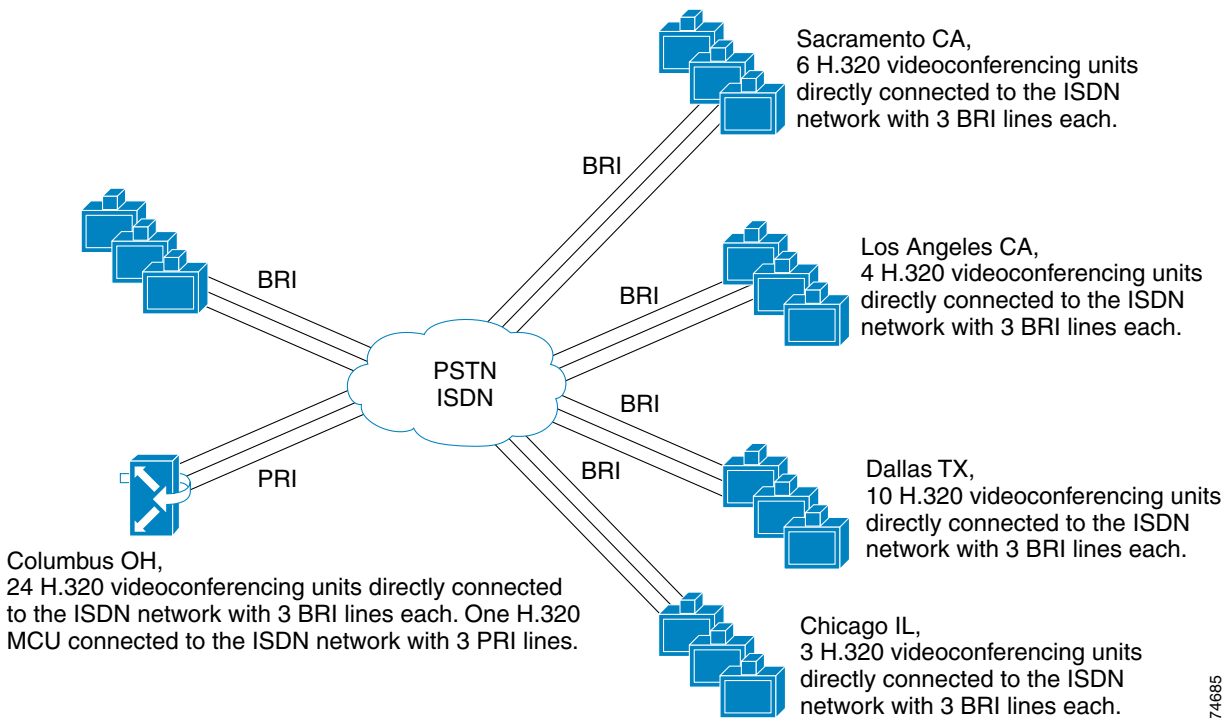 Sacramento CA,
6 H.320 videoconferencing units
directly connected to the ISDN
network with 3 BRI lines each.
BRI
BRI
Los Angeles CA,
4 H.320 videoconferencing units
directly connected to the ISDN
network with 3 BRI lines each.
BRI
PSTN
ISDN
BRI
PRI
BRI
Dallas TX,
10 H.320 videoconferencing units
directly connected to the ISDN
network with 3 BRI lines each.
Columbus OH,
24 H.320 videoconferencing units directly connected
to the ISDN network with 3 BRI lines each. One H.320
MCU connected to the ISDN network with 3 PRI lines.
Chicago IL,
3 H.320 videoconferencing units
directly connected to the ISDN
network with 3 BRI lines each.
74685